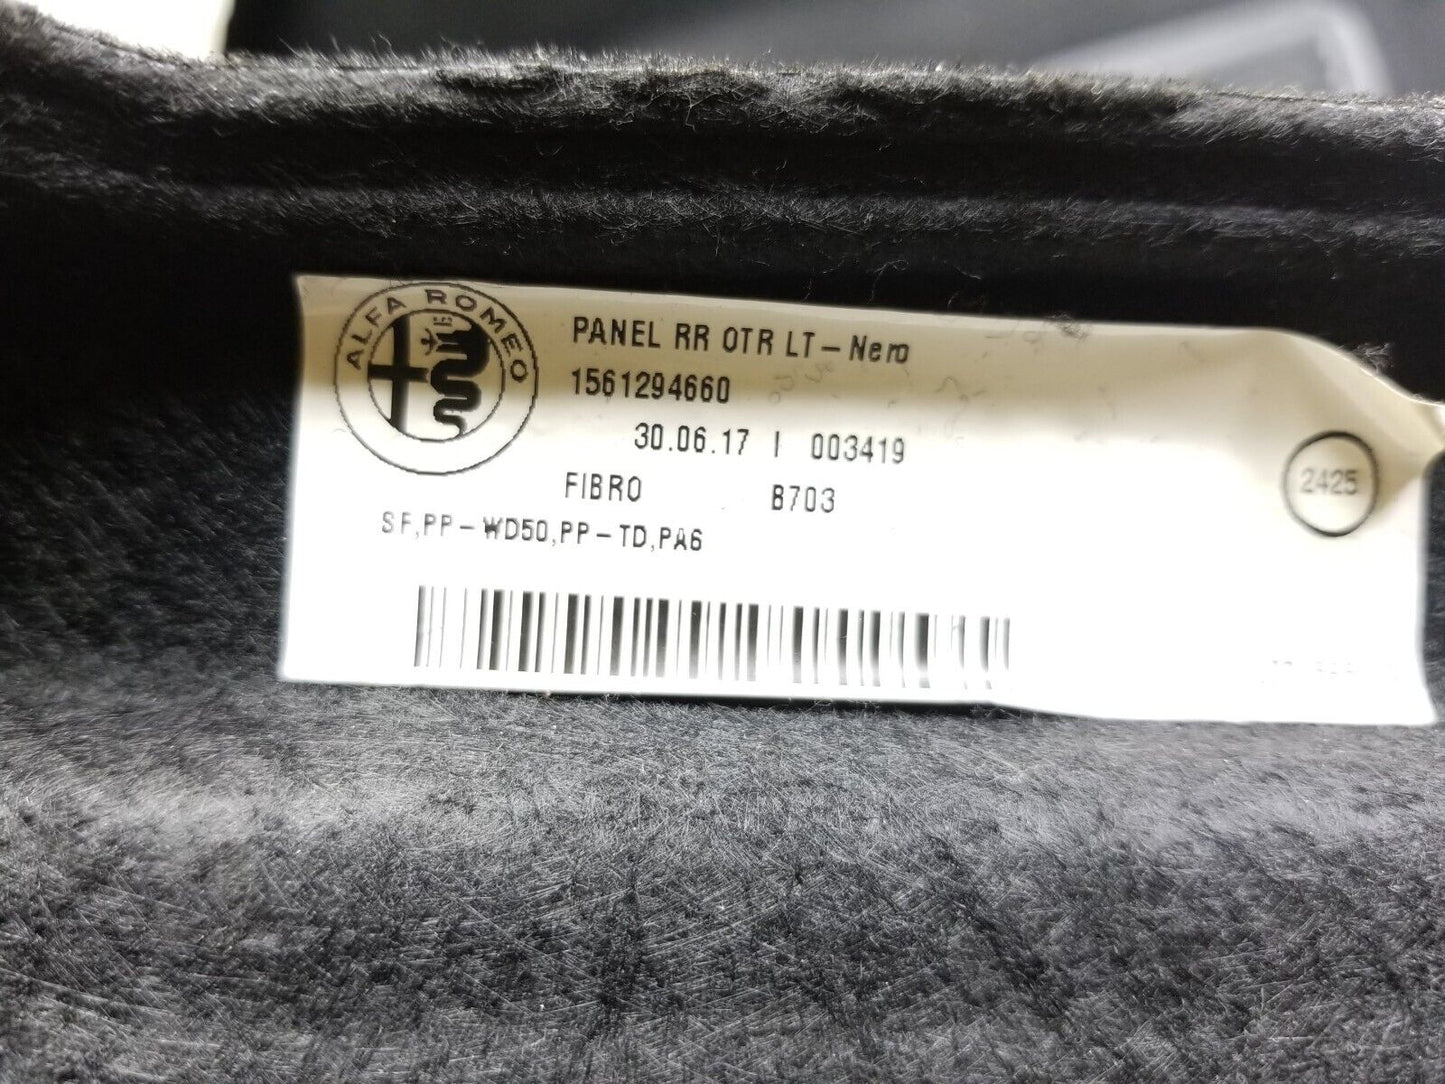 ALFA ROMEO
PANEL RR OTR LT-Nero
1561294660
30.06.17 I 003419
FIBRO B703
SF,PP-WD50,PP-TD,PA6
2425